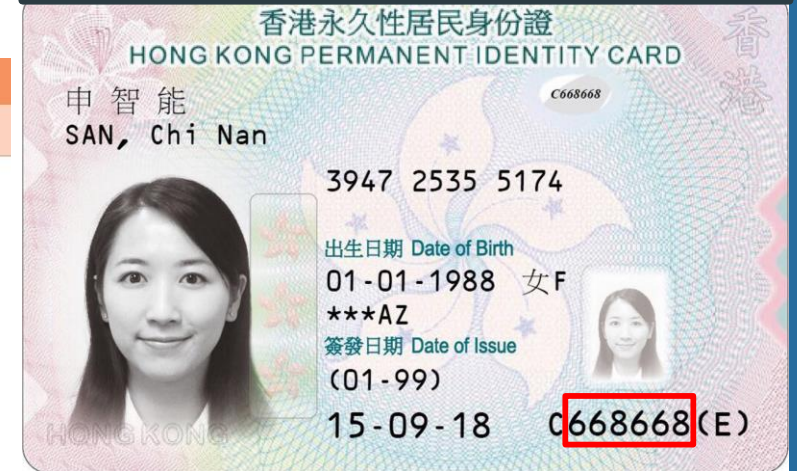 香港永久性居民身份證
HONG KONG PERMANENT IDENTITY CARD
申智能
C668668
SAN, Chi Nan
3947 2535 5174
出生日期 Date of Birth
01-01-1988 女F
***AZ
簽發日期 Date of Issue
(01-99)
15-09-18 C668668(E)
HONG KONG
香港